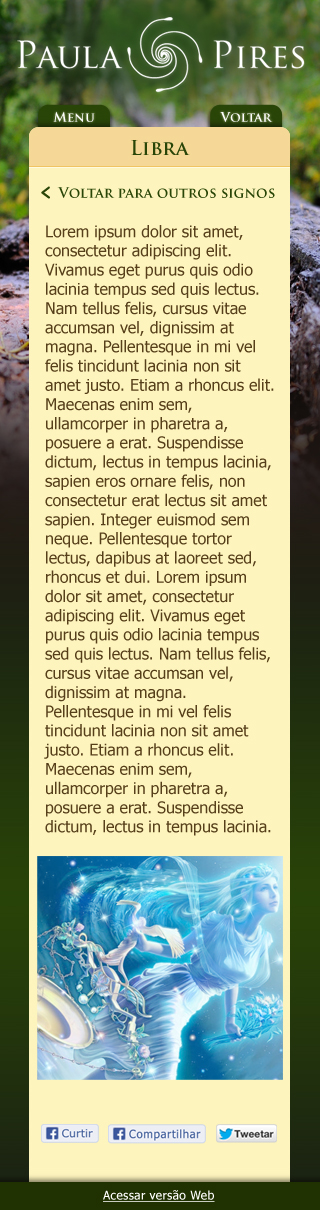 PAULA PIRES
MENU VOLTAR
LIBRA
< VOLTAR PARA OUTROS SIGNOS
Lorem ipsum dolor sit amet,
consectetur adipiscing elit.
Vivamus eget purus quis odio
lacinia tempus sed quis lectus.
Nam tellus felis, cursus vitae
accumsan vel, dignissim at
magna. Pellentesque in mi vel
felis tincidunt lacinia non sit
amet justo. Etiam a rhoncus elit.
Maecenas enim sem,
ullamcorper in pharetra a,
posuere a erat. Suspendisse
dictum, lectus in tempus lacinia,
sapien eros ornare felis, non
consectetur erat lectus sit amet
sapien. Integer euismod sem
neque. Pellentesque tortor
lectus, dapibus at laoreet sed,
rhoncus et dui. Lorem ipsum
dolor sit amet, consectetur
adipiscing elit. Vivamus eget
purus quis odio lacinia tempus
sed quis lectus. Nam tellus felis,
cursus vitae accumsan vel,
dignissim at magna.
Pellentesque in mi vel felis
tincidunt lacinia non sit amet
justo. Etiam a rhoncus elit.
Maecenas enim sem,
ullamcorper in pharetra a,
posuere a erat. Suspendisse
dictum, lectus in tempus lacinia.
Curtir Compartilhar Tweetar
Acessar versão Web